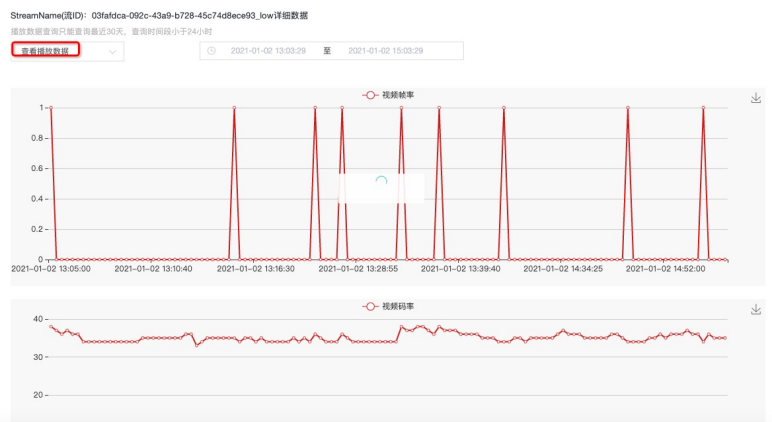 StreamName(流ID)：03fafdca-092c-43a9-b728-45c74d8ece93_low详细数据
播放数据查询只能查询最近30天，查询时间段小于24小时
查看播放数据 2021-01-02 13:03:29 至 2021-01-02 15:03:29
视频帧率
1
0.8
0.6
0.4
0.2
0
2021-01-02 13:05:00 2021-01-02 13:10:40 2021-01-02 13:16:30 2021-01-02 13:28:55 2021-01-02 13:39:40 2021-01-02 14:34:25 2021-01-02 14:52:00
视频码率
40
30
20